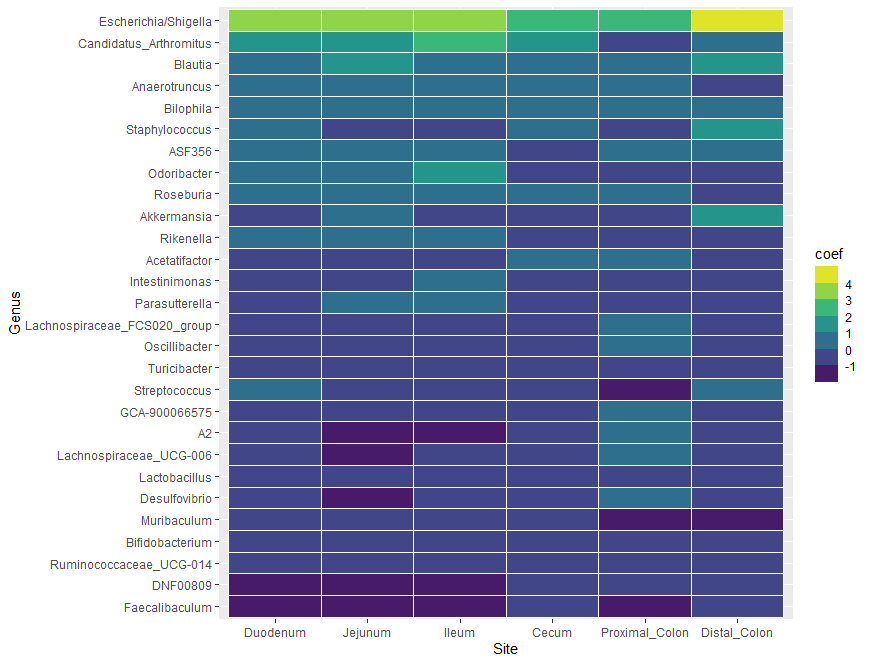 Escherichia/Shigella
Candidatus_Arthromitus
Blautia
Anaerotruncus
Bilophila
Staphylococcus
ASF356
Odoribacter
Roseburia
Akkermansia
Rikenella
Acetatifactor
Intestinimonas
Parasutterella
Lachnospiraceae_FCS020_group
Oscillibacter
Turicibacter
Streptococcus
GCA-900066575
A2
Lachnospiraceae_UCG-006
Lactobacillus
Desulfovibrio
Muribaculum
Bifidobacterium
Ruminococcaceae_UCG-014
DNF00809
Faecalibaculum
Genus
Duodenum Jejunum Ileum Cecum Proximal_Colon Distal_Colon
Site
coef
4
3
2
1
0
-1